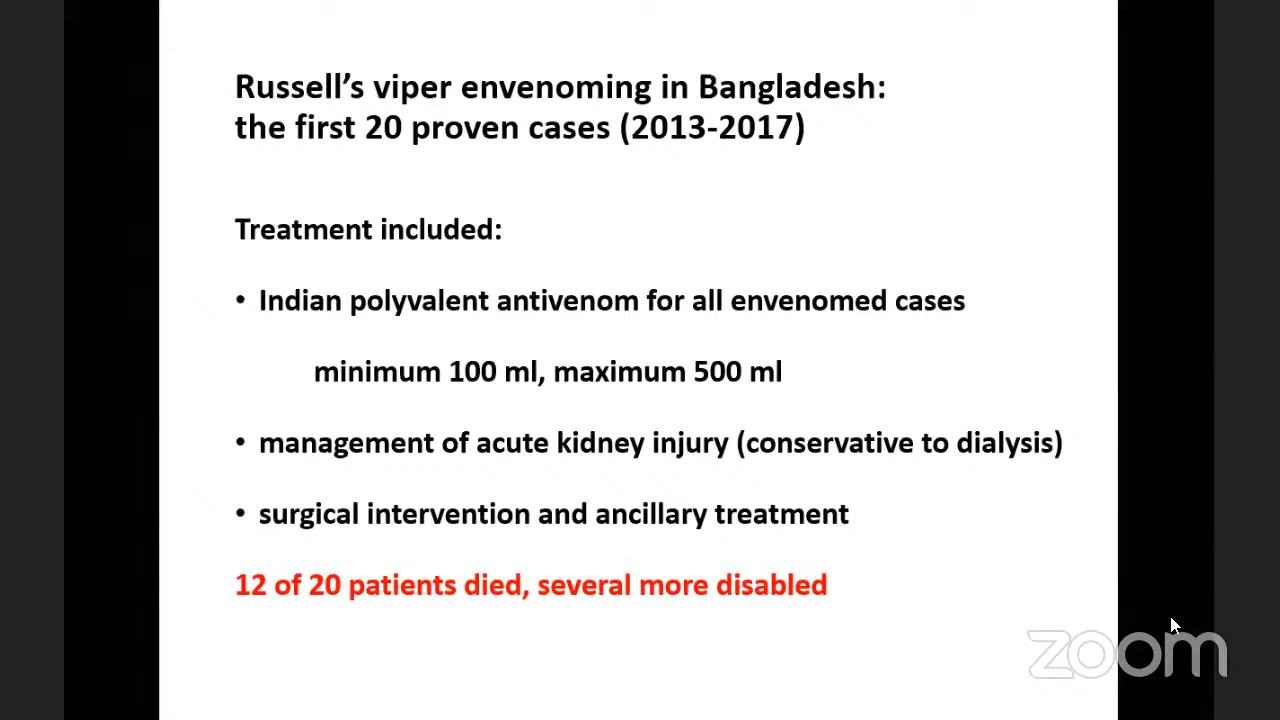 Russell's viper envenoming in Bangladesh:
the first 20 proven cases (2013-2017)
Treatment included:
• Indian polyvalent antivenom for all envenomed cases
minimum 100 ml, maximum 500 ml
• management of acute kidney injury (conservative to dialysis)
• surgical intervention and ancillary treatment
12 of 20 patients died, several more disabled
zoom